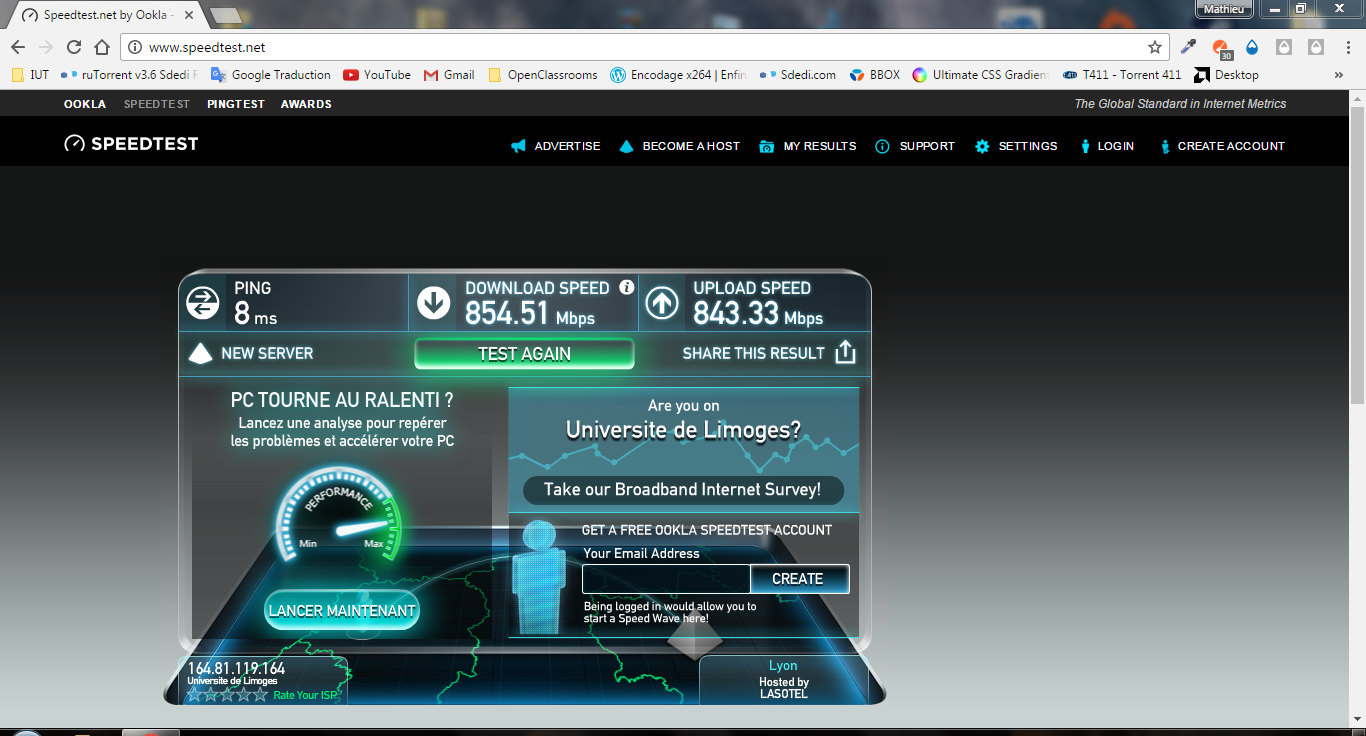 Speedtest.net by Ookla -
Mathieu
www.speedtest.net
30
IUT
ruTorrent v3.6 Sdedi
Google Traduction
YouTube
Gmail
OpenClassrooms
Encodage x264 | Enfin
Sdedi.com
BBOX
Ultimate CSS Gradien
T411 - Torrent 411
Desktop
»
OOKLA SPEEDTEST PINGTEST AWARDS
The Global Standard in Internet Metrics
SPEEDTEST
ADVERTISE
BECOME A HOST
MY RESULTS
SUPPORT
SETTINGS
LOGIN
CREATE ACCOUNT
PING
8 ms
DOWNLOAD SPEED
854.51 Mbps
UPLOAD SPEED
843.33 Mbps
NEW SERVER
TEST AGAIN
SHARE THIS RESULT
PC TOURNE AU RALENTI ?
Lancez une analyse pour repérer
les problèmes et accélérer votre PC
PERFORMANCE
Min Max
LANCER MAINTENANT
Are you on
Universite de Limoges?
Take our Broadband Internet Survey!
GET A FREE OOKLA SPEEDTEST ACCOUNT
Your Email Address
CREATE
Being logged in would allow you to
start a Speed Wave here!
164.81.119.164
Universite de Limoges
Rate Your ISP
Lyon
Hosted by
LASOTEL